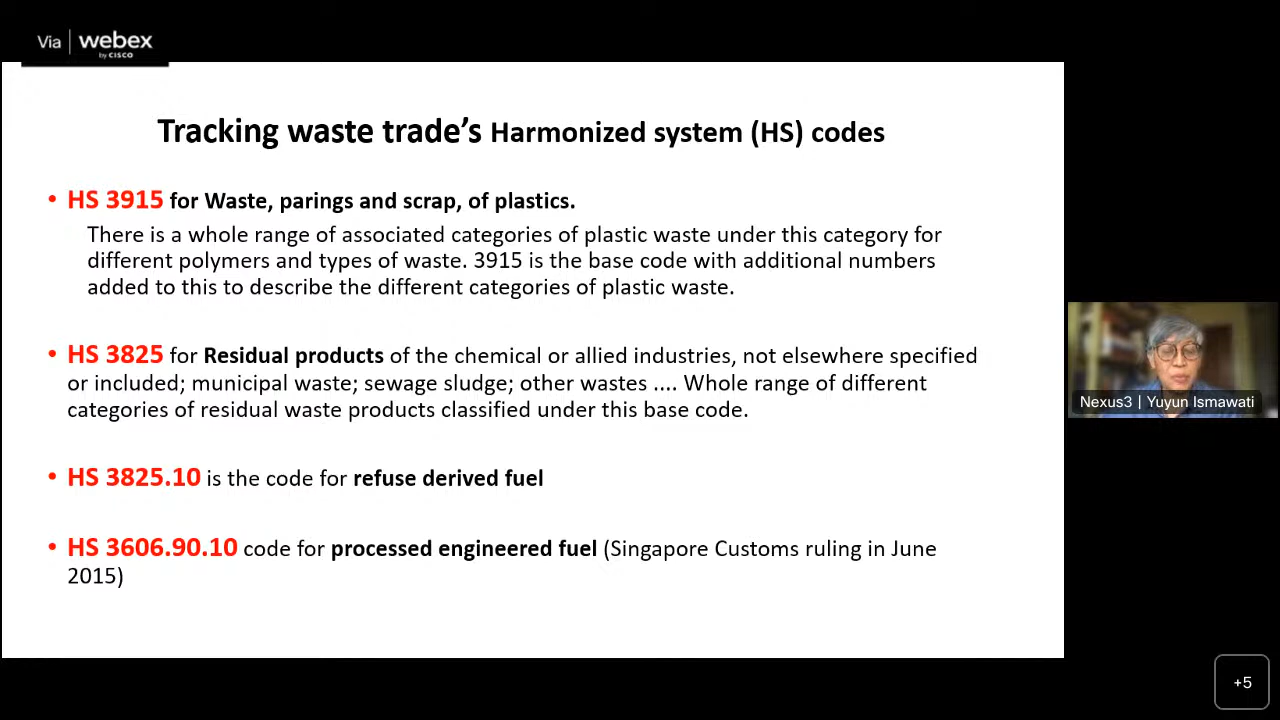 Via | webex
by CISCO
Tracking waste trade's Harmonized system (HS) codes
• HS 3915 for Waste, parings and scrap, of plastics.
There is a whole range of associated categories of plastic waste under this category for
different polymers and types of waste. 3915 is the base code with additional numbers
added to this to describe the different categories of plastic waste.
• HS 3825 for Residual products of the chemical or allied industries, not elsewhere specified
or included; municipal waste; sewage sludge; other wastes .... Whole range of different
categories of residual waste products classified under this base code.
• HS 3825.10 is the code for refuse derived fuel
• HS 3606.90.10 code for processed engineered fuel (Singapore Customs ruling in June
2015)
Nexus3 | Yuyun Ismawati
+5